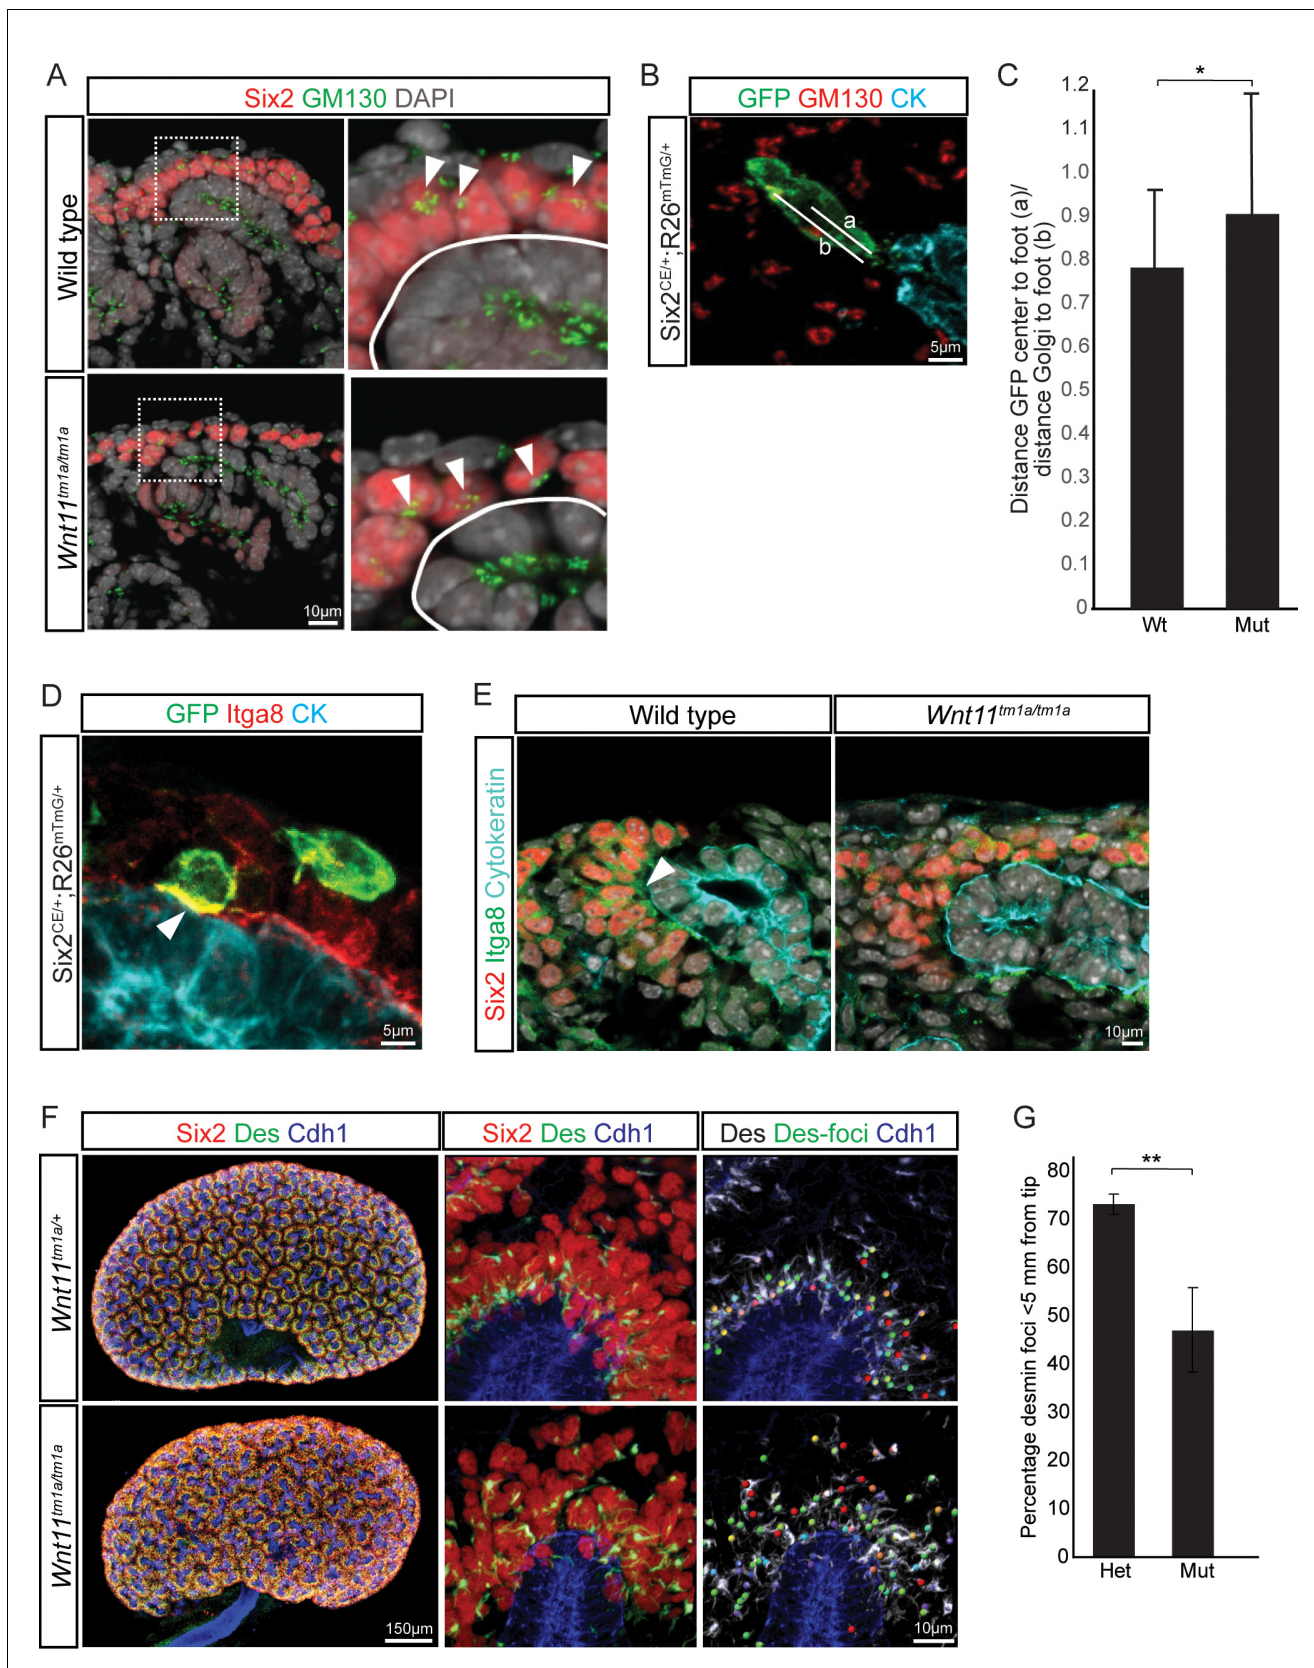 A
Six2 GM130 DAPI
Wild type
Wnt11tm1a/tm1a
10µm
B
GFP GM130 CK
Six2CE/+;R26mTmG/+
a
b
5µm
C
*
Distance GFP center to foot (a)/
distance Golgi to foot (b)
1.2
1.1
1.0
0.9
0.8
0.7
0.6
0.5
0.4
0.3
0.2
0.1
0
Wt
Mut
D
GFP Itga8 CK
Six2CE/+;R26mTmG/+
5µm
E
Wild type
Wnt11tm1a/tm1a
Six2 Itga8 Cytokeratin
10µm
F
Six2 Des Cdh1
Six2 Des Cdh1
Des Des-foci Cdh1
Wnt11tm1a/+
Wnt11tm1a/tm1a
150µm
10µm
G
**
Percentage desmin foci <5 mm from tip
80
70
60
50
40
30
20
10
0
Het
Mut